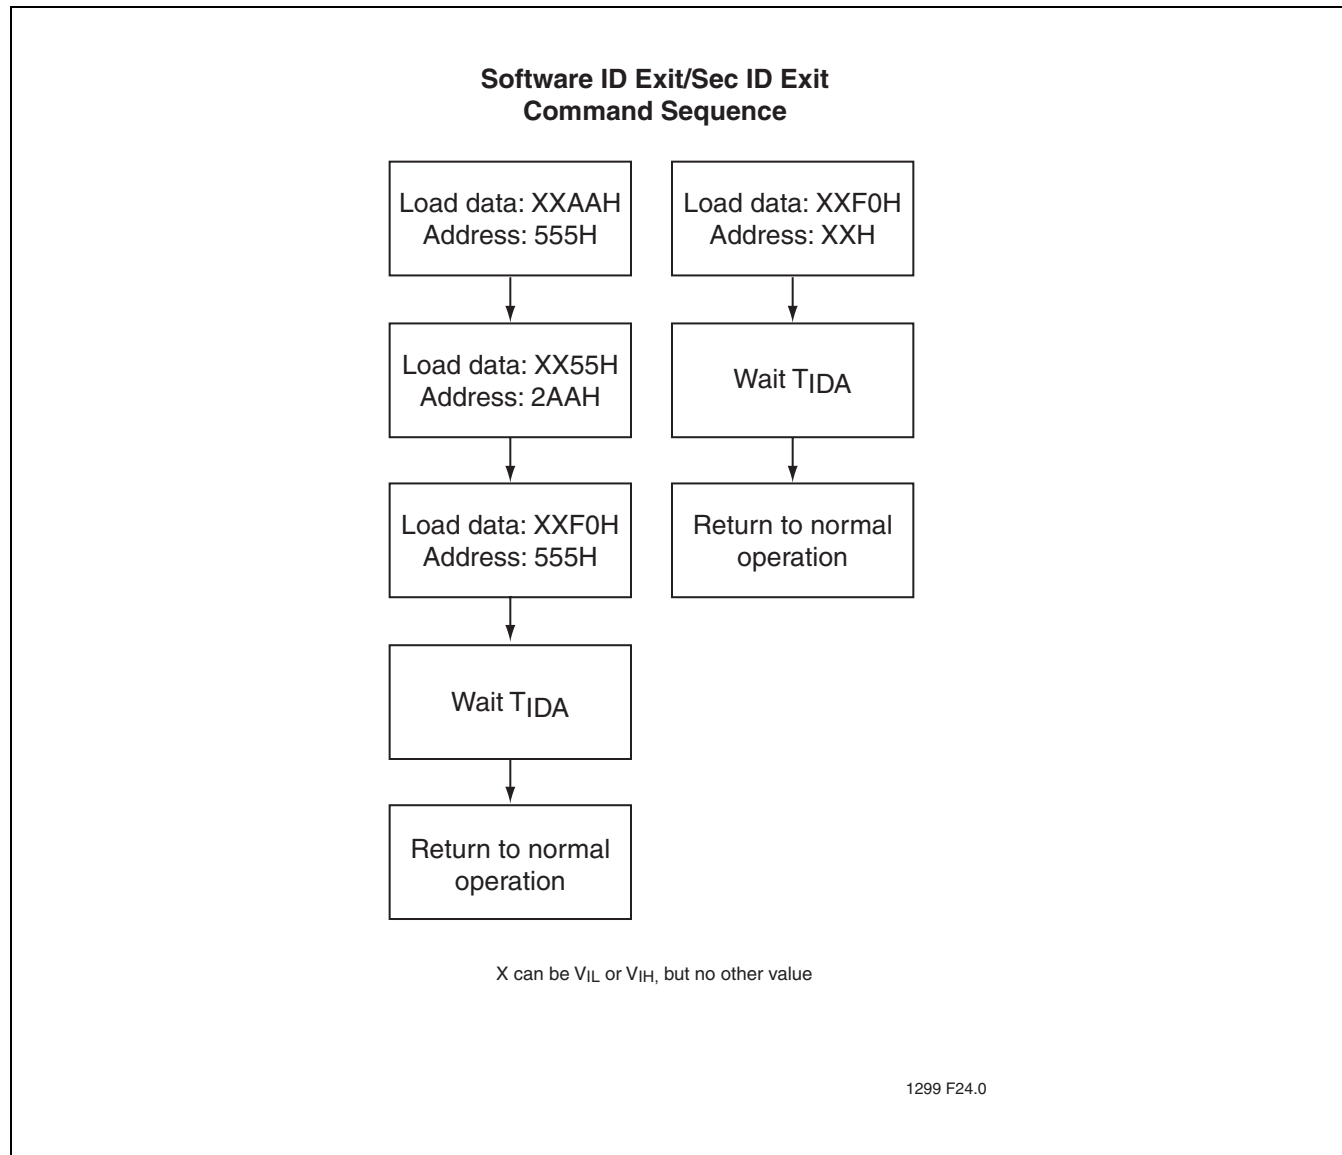 Software ID Exit/Sec ID Exit
Command Sequence
Load data: XXAAH
Address: 555H
Load data: XX55H
Address: 2AAH
Load data: XXF0H
Address: 555H
Wait TIDA
Return to normal
operation
Load data: XXF0H
Address: XXH
Wait TIDA
Return to normal
operation
X can be VIL or VIH, but no other value
1299 F24.0